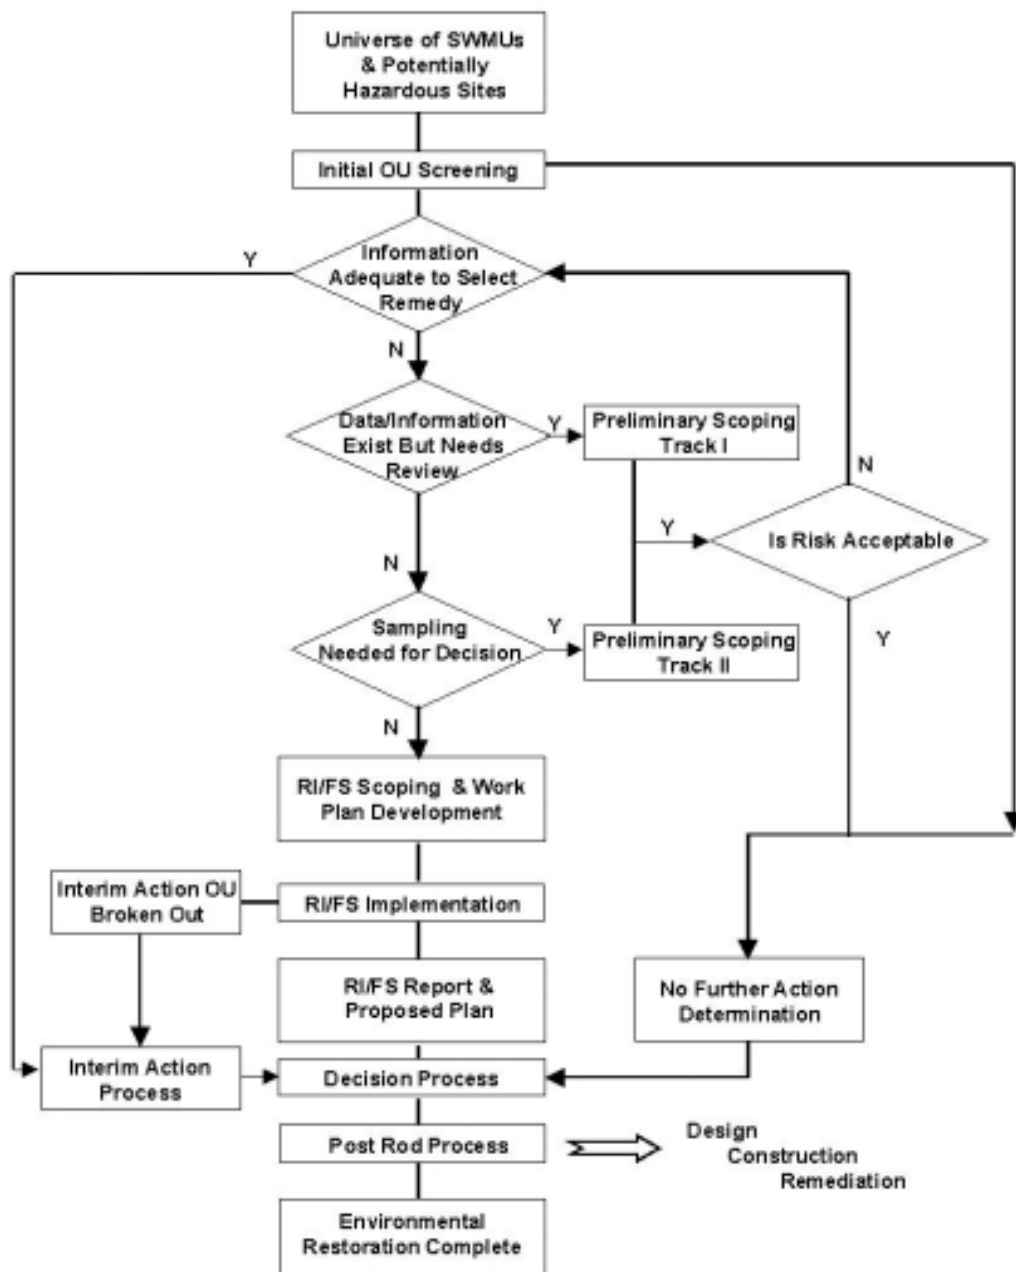 Universe of SWMUs
& Potentially
Hazardous Sites
Initial OU Screening
Y
Information
Adequate to Select
Remedy
N
Data/Information
Exist But Needs
Review
Y
Preliminary Scoping
Track I
N
Y
Is Risk Acceptable
N
Sampling
Needed for Decision
Y
Preliminary Scoping
Track II
Y
N
RI/FS Scoping & Work
Plan Development
Interim Action OU
Broken Out
RI/FS Implementation
RI/FS Report &
Proposed Plan
No Further Action
Determination
Interim Action
Process
Decision Process
Post Rod Process
Design
Construction
Remediation
Environmental
Restoration Complete